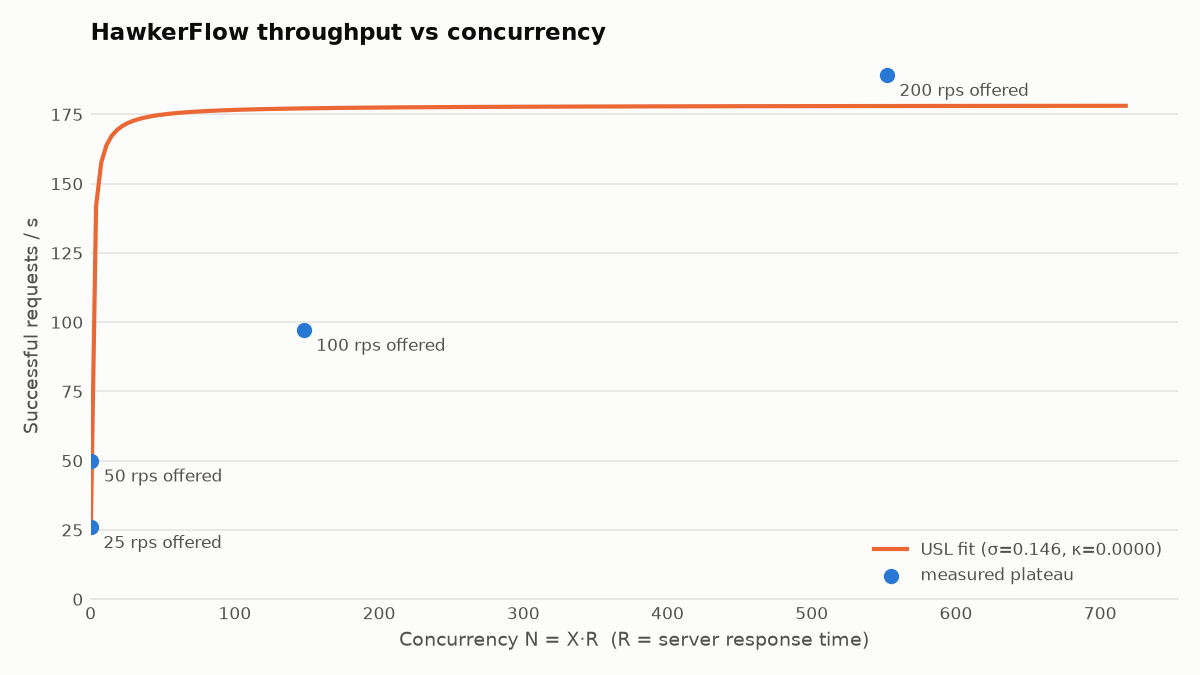 HawkerFlow throughput vs concurrency
200 rps offered
175
150
125
100
75
50
25
0
Successful requests / s
100 rps offered
50 rps offered
25 rps offered
USL fit (σ=0.146, κ=0.0000)
measured plateau
0 100 200 300 400 500 600 700
Concurrency N = X·R (R = server response time)